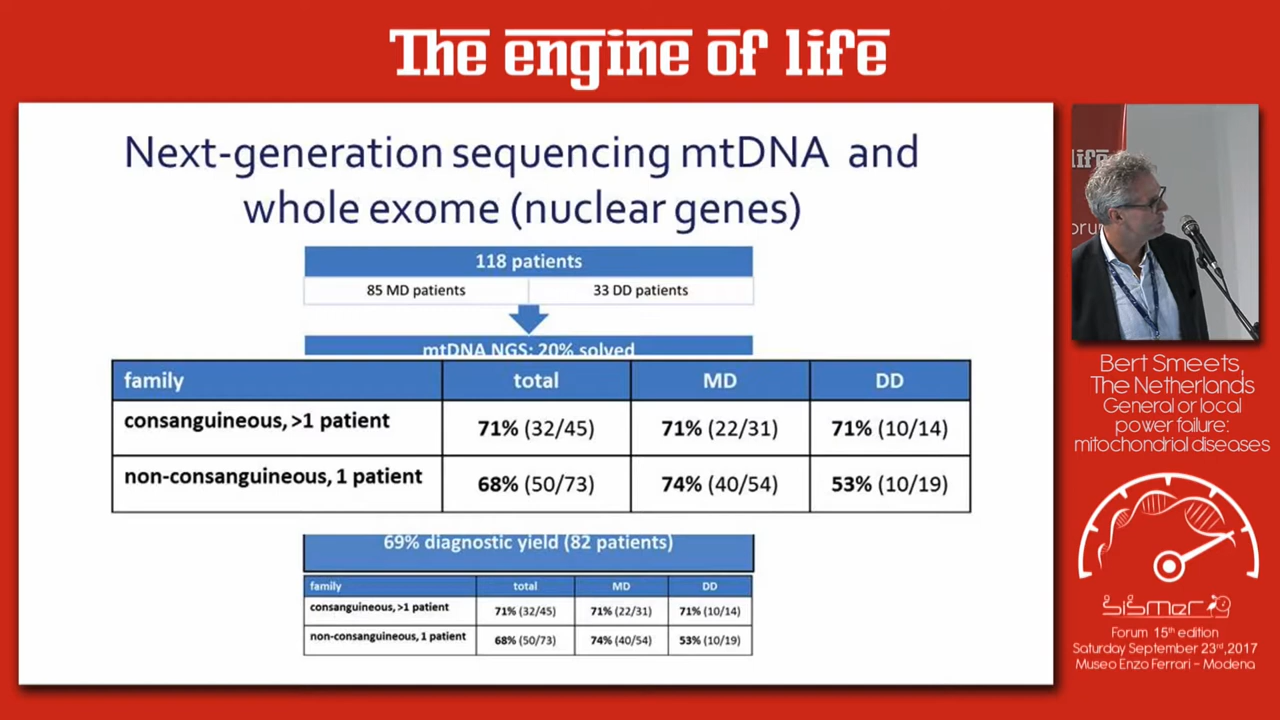 The engine of life
Next-generation sequencing mtDNA and
whole exome (nuclear genes)
118 patients
85 MD patients 33 DD patients
mtDNA NGS: 20% solved
family total MD DD
consanguineous, >1 patient 71% (32/45) 71% (22/31) 71% (10/14)
non-consanguineous, 1 patient 68% (50/73) 74% (40/54) 53% (10/19)
69% diagnostic yield (82 patients)
family total MD DD
consanguineous, >1 patient 71% (32/45) 71% (22/31) 71% (10/14)
non-consanguineous, 1 patient 68% (50/73) 74% (40/54) 53% (10/19)
life
oru
Bert Smeets,
The Netherlands
General or local
power failure:
mitochondrial diseases
sismer
Forum 15th edition
Saturday September 23rd,2017
Museo Enzo Ferrari - Modena